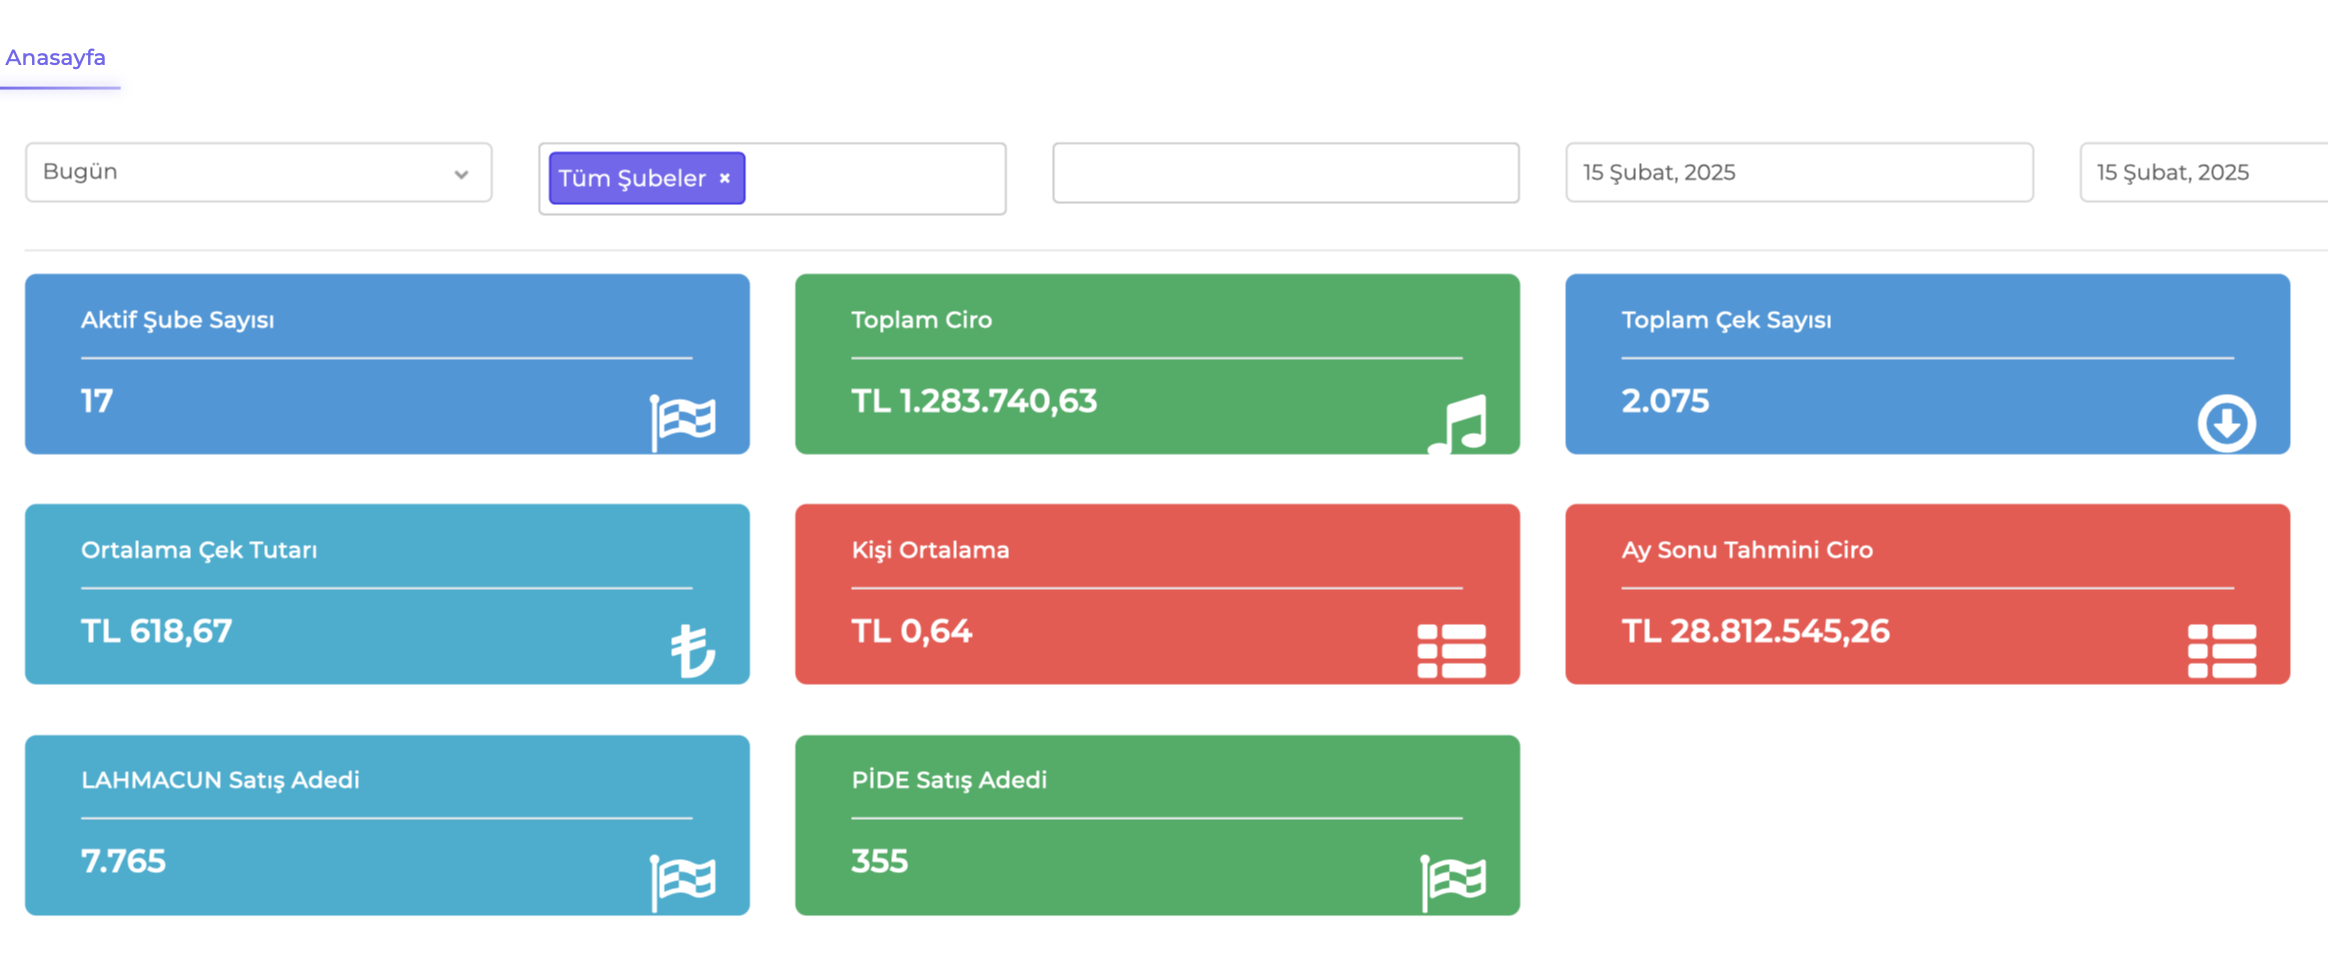 Anasayfa
Bugün
Tüm Şubeler ×
15 Şubat, 2025
15 Şubat, 2025
Aktif Şube Sayısı
17
Toplam Ciro
TL 1.283.740,63
Toplam Çek Sayısı
2.075
Ortalama Çek Tutarı
TL 618,67
Kişi Ortalama
TL 0,64
Ay Sonu Tahmini Ciro
TL 28.812.545,26
LAHMACUN Satış Adedi
7.765
PİDE Satış Adedi
355